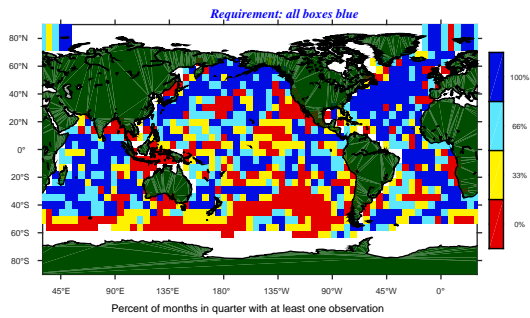 Requirement: all boxes blue
80°N
60°N
40°N
20°N
0°
20°S
40°S
60°S
80°S
45°E
90°E
135°E
180°
135°W
90°W
45°W
0°
100%
66%
33%
0%
Percent of months in quarter with at least one observation